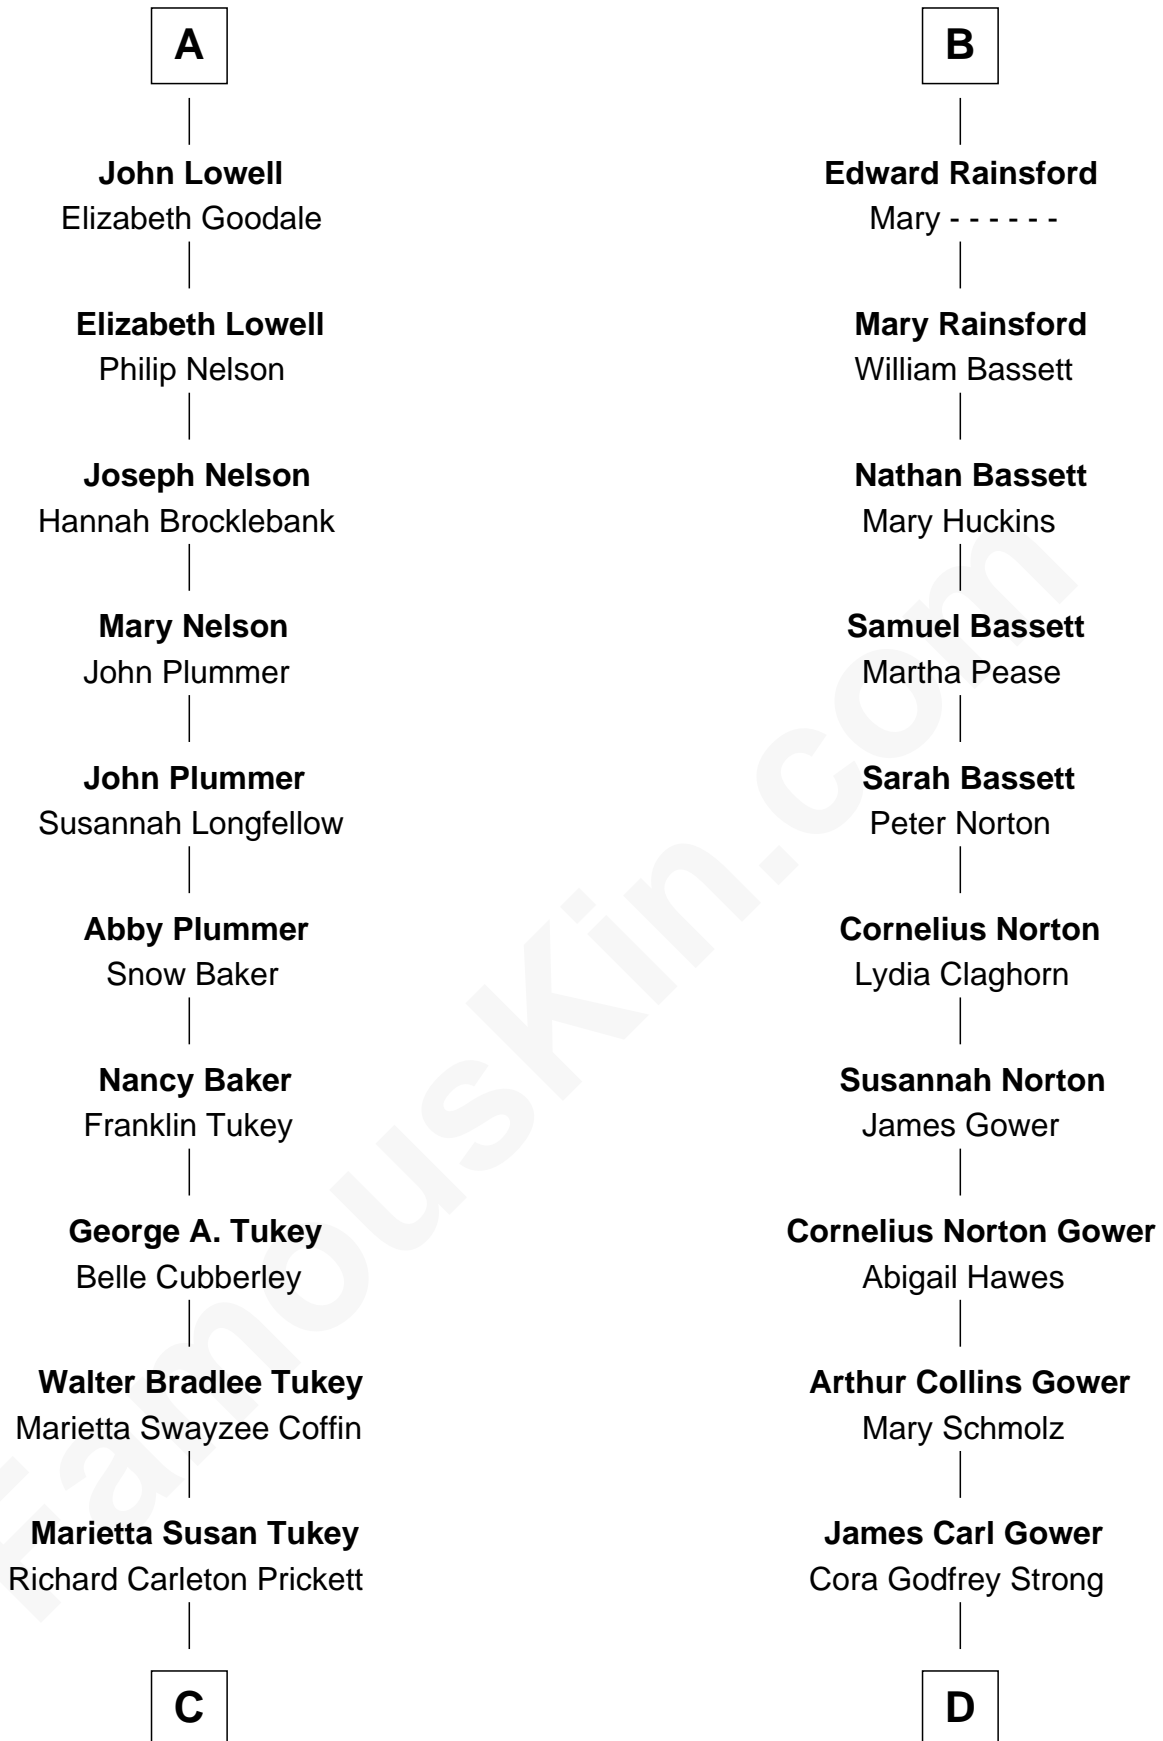 A
John Lowell
Elizabeth Goodale
Elizabeth Lowell
Philip Nelson
Joseph Nelson
Hannah Brocklebank
Mary Nelson
John Plummer
John Plummer
Susannah Longfellow
Abby Plummer
Snow Baker
Nancy Baker
Franklin Tukey
George A. Tukey
Belle Cubberley
Walter Bradlee Tukey
Marietta Swayzee Coffin
Marietta Susan Tukey
Richard Carleton Prickett
C
B
Edward Rainsford
Mary - - - - - -
Mary Rainsford
William Bassett
Nathan Bassett
Mary Huckins
Samuel Bassett
Martha Pease
Sarah Bassett
Peter Norton
Cornelius Norton
Lydia Claghorn
Susannah Norton
James Gower
Cornelius Norton Gower
Abigail Hawes
Arthur Collins Gower
Mary Schmolz
James Carl Gower
Cora Godfrey Strong
D
FamousKin.com